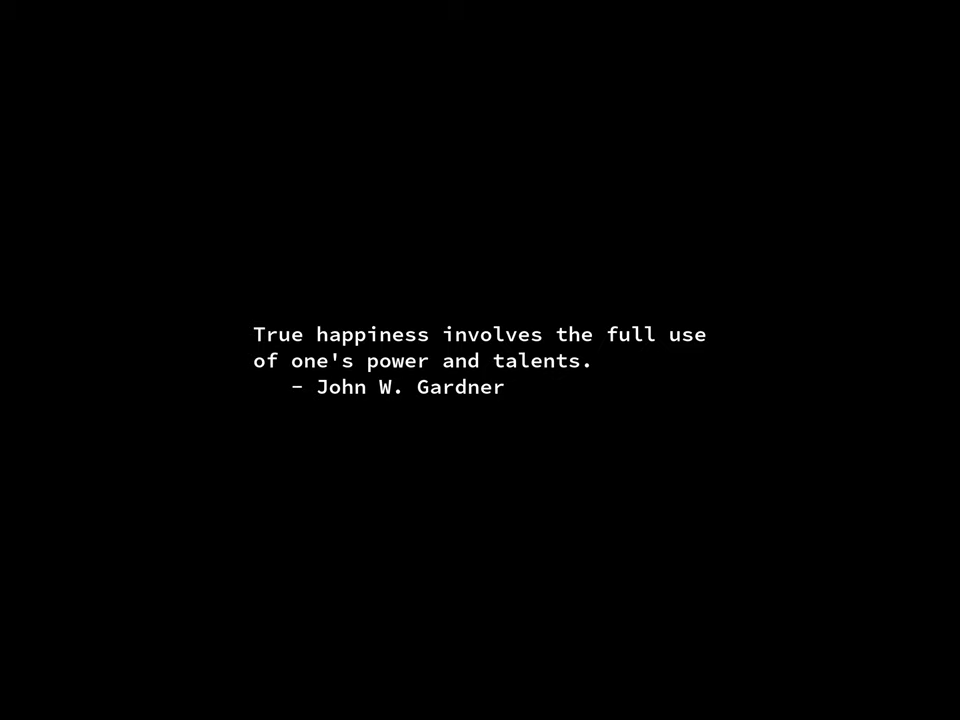 True happiness involves the full use
of one's power and talents.
– John W. Gardner